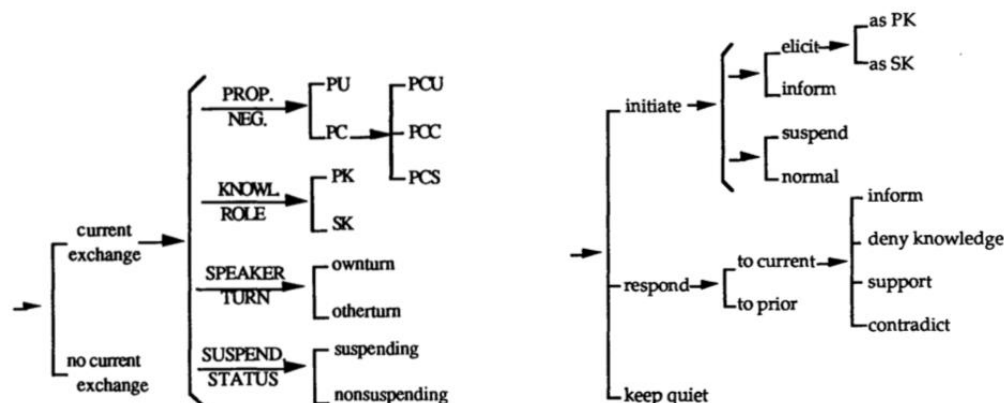 PROP.
NEG.
PU
PC
PCU
PCC
PCS
KNOWL.
ROLE
PK
SK
current
exchange
SPEAKER
TURN
ownturn
otherturn
no current
exchange
SUSPEND.
STATUS
suspending
nonsuspending
initiate
elicit
as PK
as SK
inform
suspend
normal
respond
to current
to prior
inform
deny knowledge
support
contradict
keep quiet